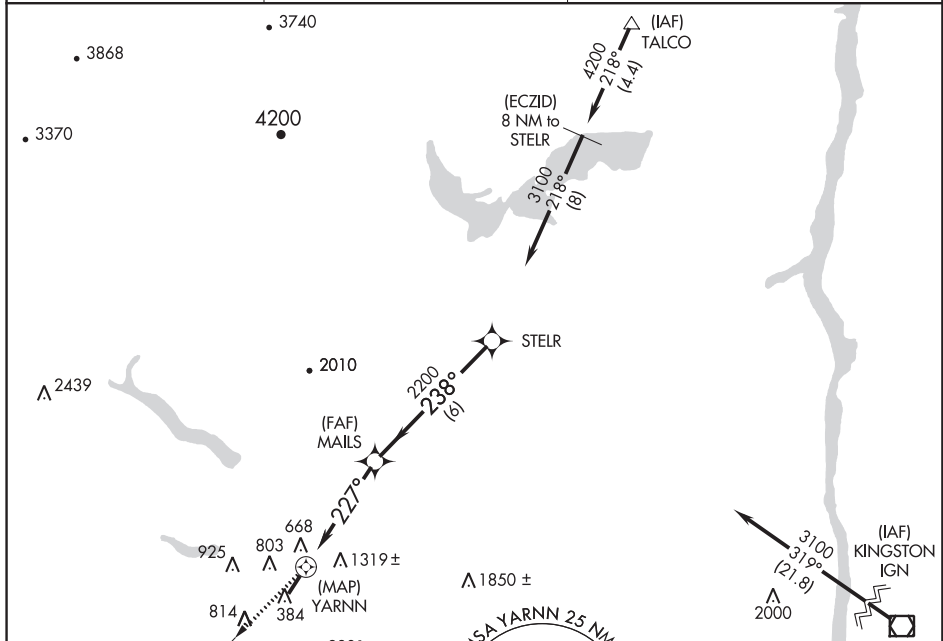 3740
3868
3370
4200
(IAF)
TALCO
4200
218°
(4.4)
(ECZID)
8 NM to
STELR
3100
218°
(8)
STELR
2010
2439
2200
238°
(6)
(FAF)
MAILS
227°
668
925
803
1319 ±
(MAP)
YARNN
384
814
1850 ±
3100
319°
(21.8)
(IAF)
KINGSTON
IGN
2000
YARNN 25 NM